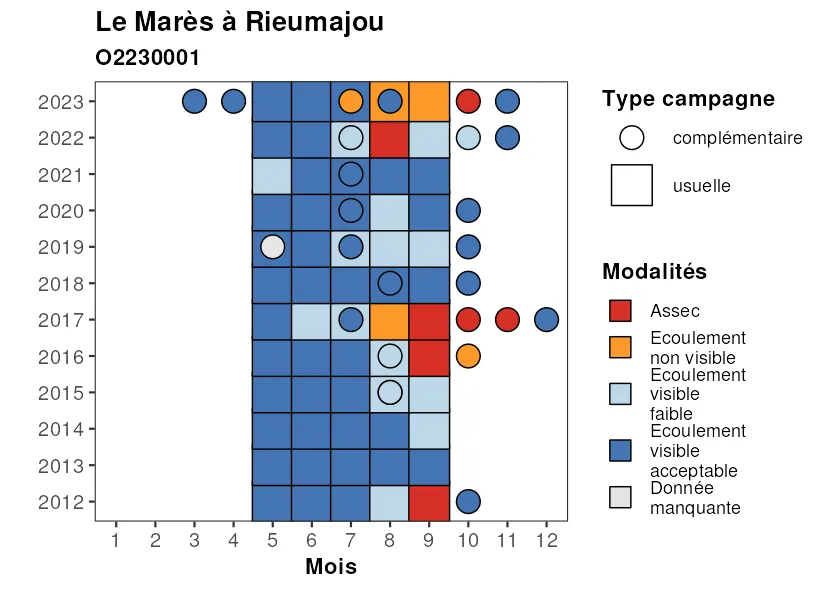 Le Marès à Rieumajou
O2230001
2023
2022
2021
2020
2019
2018
2017
2016
2015
2014
2013
2012
1 2 3 4 5 6 7 8 9 10 11 12
Mois
Type campagne
complémentaire
usuelle
Modalités
Assec
Ecoulement
non visible
Ecoulement
visible
faible
Ecoulement
visible
acceptable
Donnée
manquante